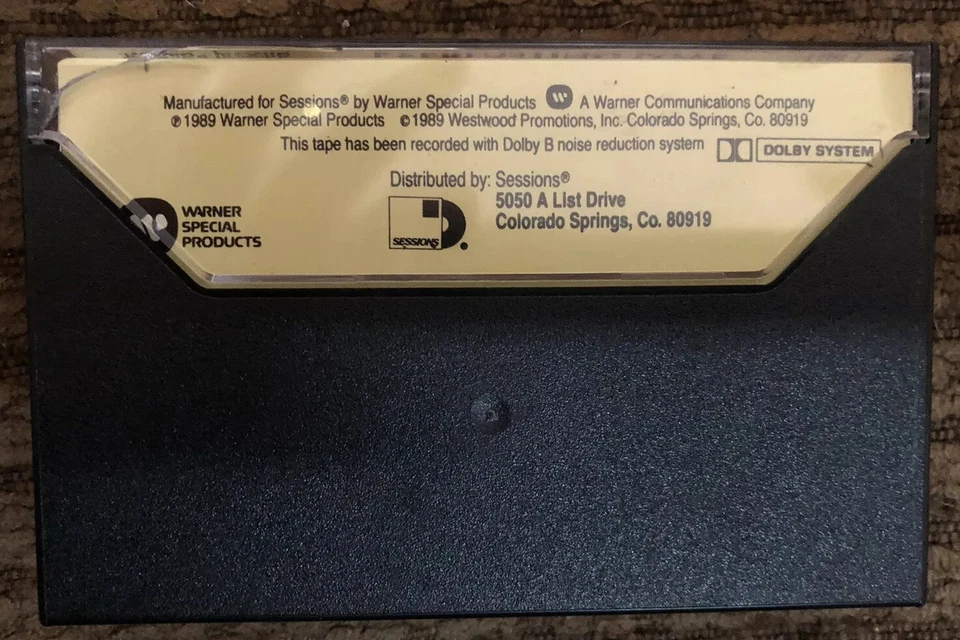 Manufactured for Sessions® by Warner Special Products W A Warner Communications Company
℗1989 Warner Special Products ©1989 Westwood Promotions, Inc. Colorado Springs, Co. 80919
This tape has been recorded with Dolby B noise reduction system DOLBY SYSTEM
Distributed by: Sessions®
5050 A List Drive
Colorado Springs, Co. 80919
SESSIONS
WARNER
SPECIAL
PRODUCTS